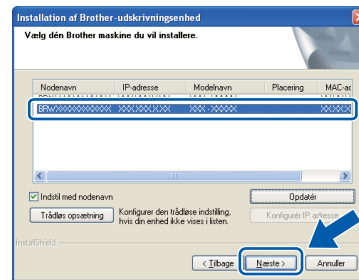 Installation af Brother-udskrivningsenhed
Vælg dén Brother maskine du vil installere.
Nodenavn IP-adresse Modelnavn Placering MAC-ac
BRWXXXXXXXXXXXX XXX.XXX.X.XX XXX-XXXXX XXXXX
Indstil med nodenavn
Opdatér
Trådløs opsætning
Konfigurer den trådløse indstilling,
hvis din enhed ikke vises i listen.
Konfigurér IP adresse
InstallShield
< Tilbage Næste > Annuller